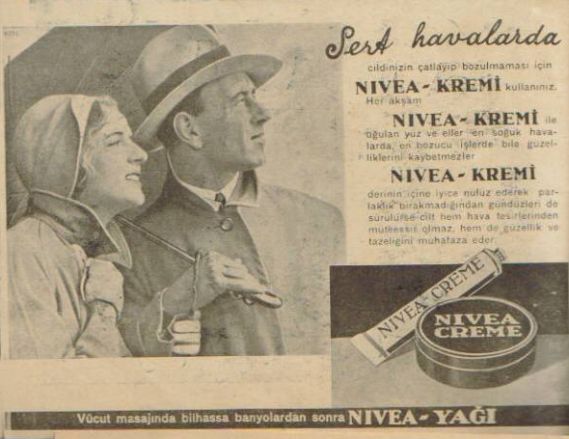 Sert havalarda
cildinizin çatlayıp bozulmaması için
NIVEA - KREMİ kullanınız.
Her akşam
NIVEA - KREMİ ile
oğulan yüz ve eller en soğuk hava-
larda, en bozucu işlerde bile güzel-
liklerini kaybetmezler
NIVEA - KREMİ
derinin içine iyice nüfuz ederek par-
laklık bırakmadığından gündüzleri de
sürülürse cilt hem hava tesirlerinden
müteessir olmaz, hem de güzellik ve
tazeliğini muhafaza eder.
NIVEA-CREME
NIVEA
CREME
Vücut masajında bilhassa banyolardan sonra NIVEA - YAĞI